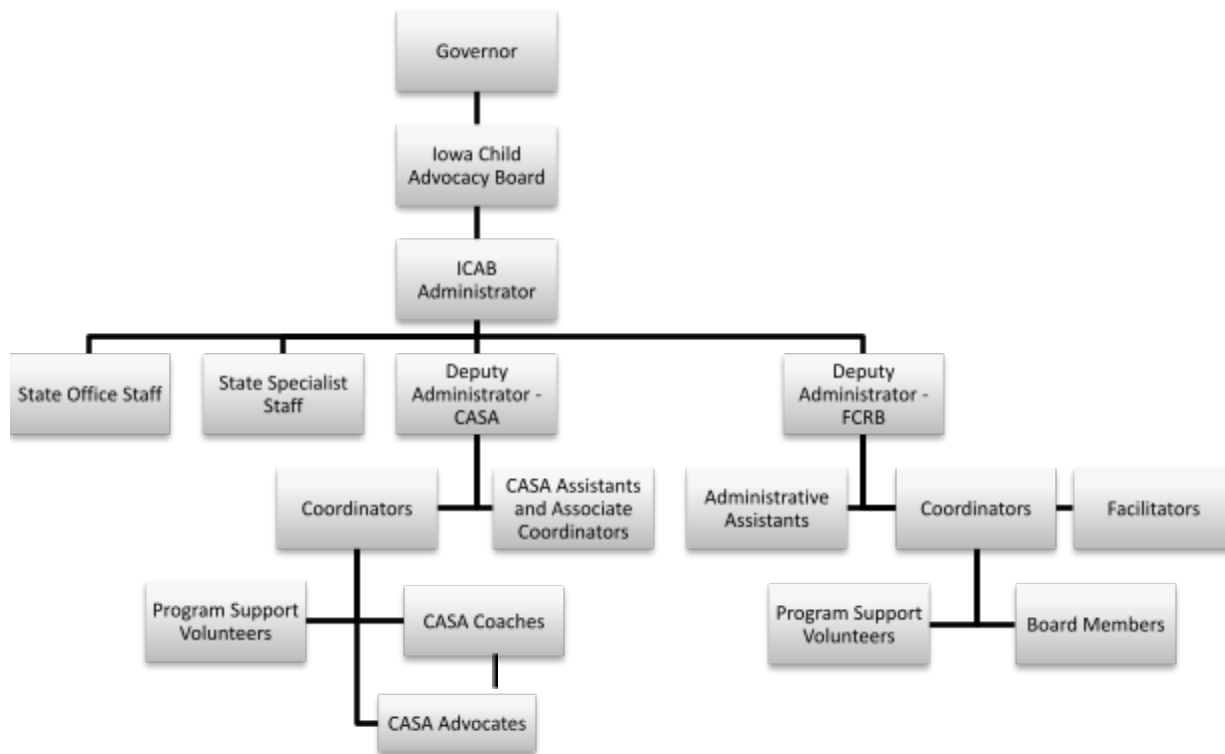 Governor
Iowa Child
Advocacy Board
ICAB
Administrator
State Office Staff
State Specialist
Staff
Deputy
Administrator -
CASA
Deputy
Administrator -
FCRB
Coordinators
CASA Assistants
and Associate
Coordinators
Administrative
Assistants
Coordinators
Facilitators
Program Support
Volunteers
CASA Coaches
Program Support
Volunteers
Board Members
CASA Advocates